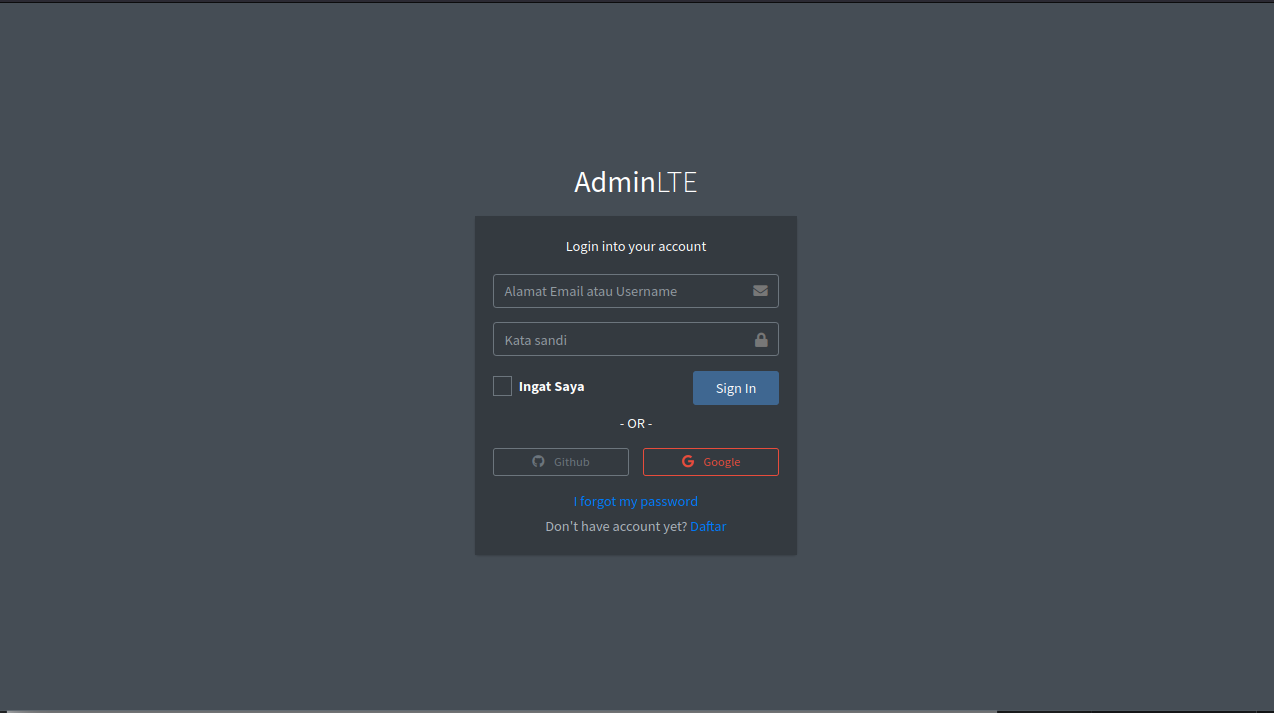 AdminLTE
Login into your account
Alamat Email atau Username
Kata sandi
Ingat Saya
Sign In
- OR -
Github
Google
I forgot my password
Don't have account yet? Daftar